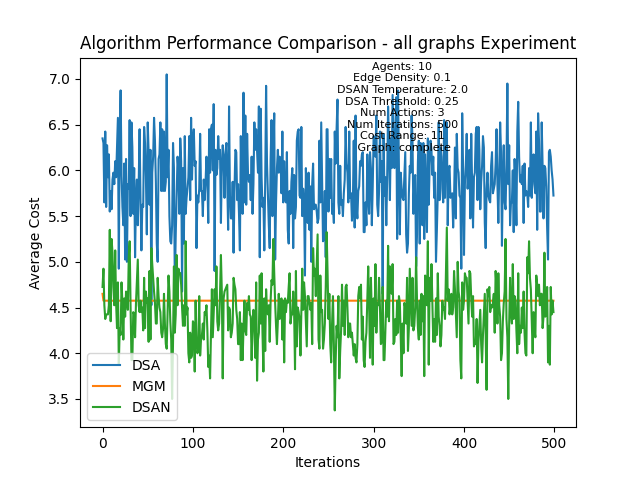 Algorithm Performance Comparison - all graphs Experiment
Agents: 10
Edge Density: 0.1
DSAN Temperature: 2.0
DSA Threshold: 0.25
Num Actions: 3
Num Iterations: 500
Cost Range: 11
Graph: complete
Average Cost
7.0
6.5
6.0
5.5
5.0
4.5
4.0
3.5
DSA
MGM
DSAN
0
100
200
300
400
500
Iterations